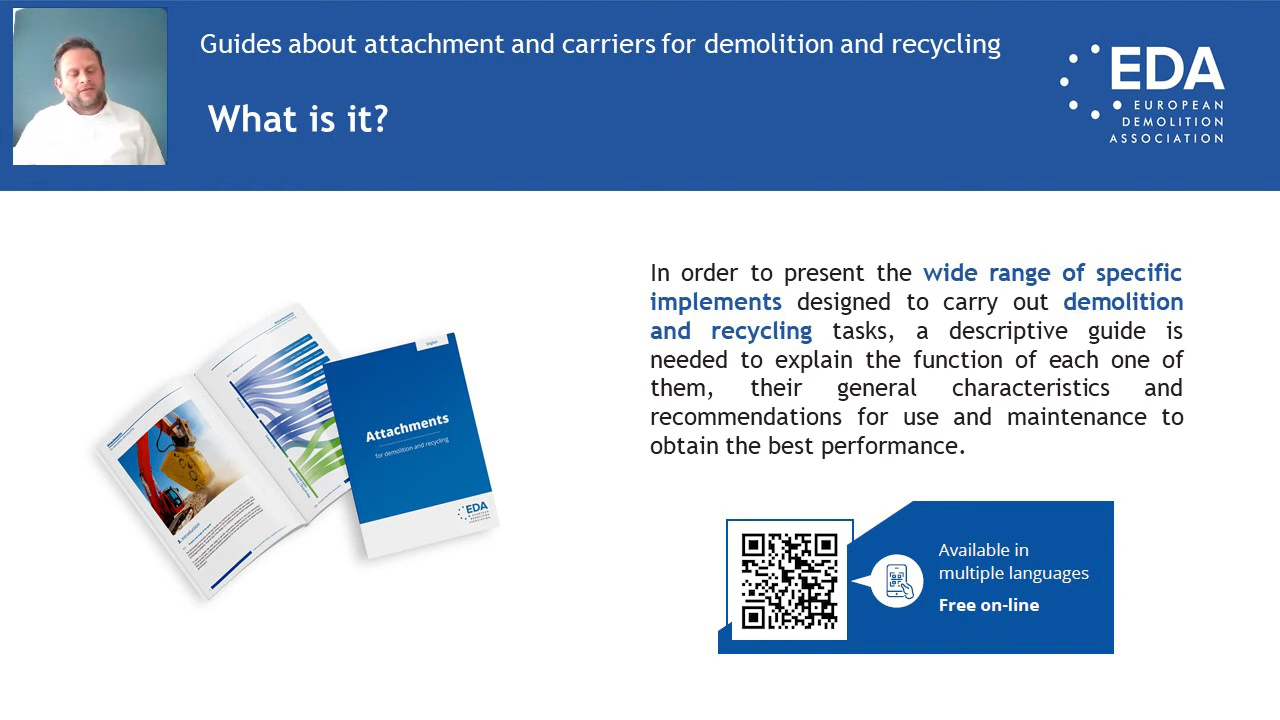 Guides about attachment and carriers for demolition and recycling
What is it?
EDA
EUROPEAN
DEMOLITION
ASSOCIATION
In order to present the wide range of specific
implements designed to carry out demolition
and recycling tasks, a descriptive guide is
needed to explain the function of each one of
them, their general characteristics and
recommendations for use and maintenance to
obtain the best performance.
Attachments
for demolition and recycling
EDA
Available in
multiple languages
Free on-line